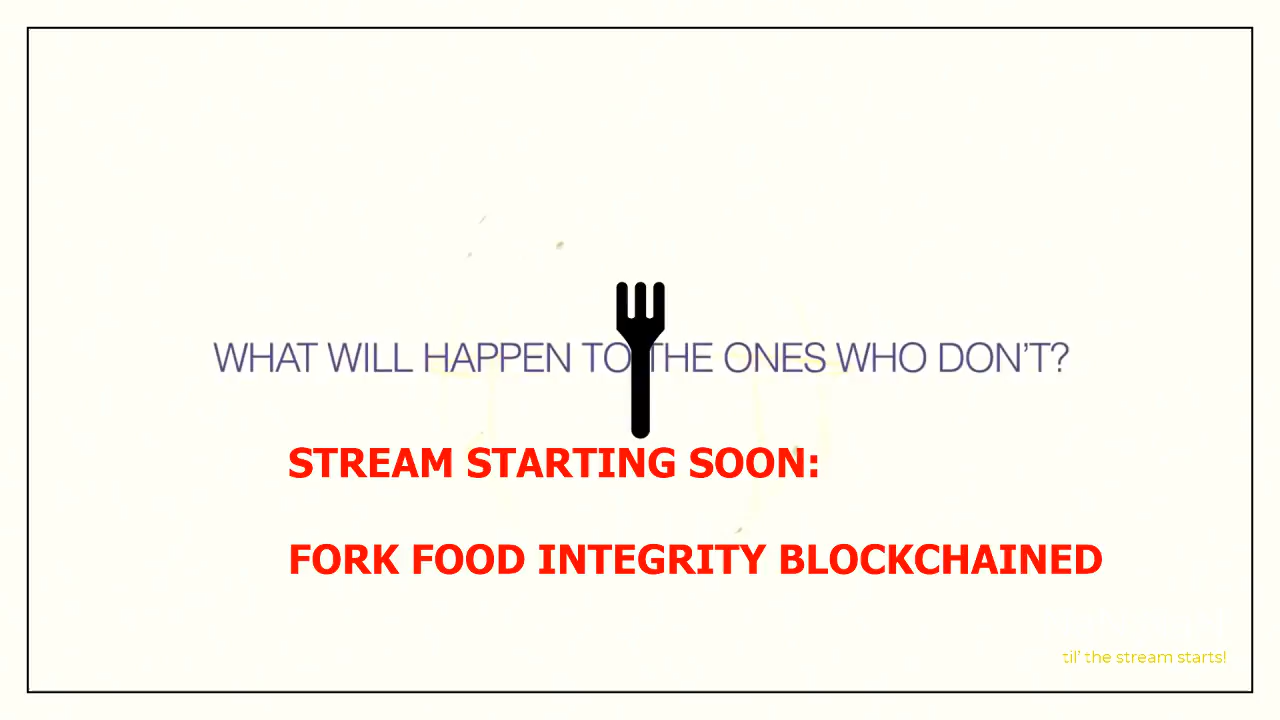 WHAT WILL HAPPEN TO THE ONES WHO DON'T?
STREAM STARTING SOON:
FORK FOOD INTEGRITY BLOCKCHAINED
til' the stream starts!